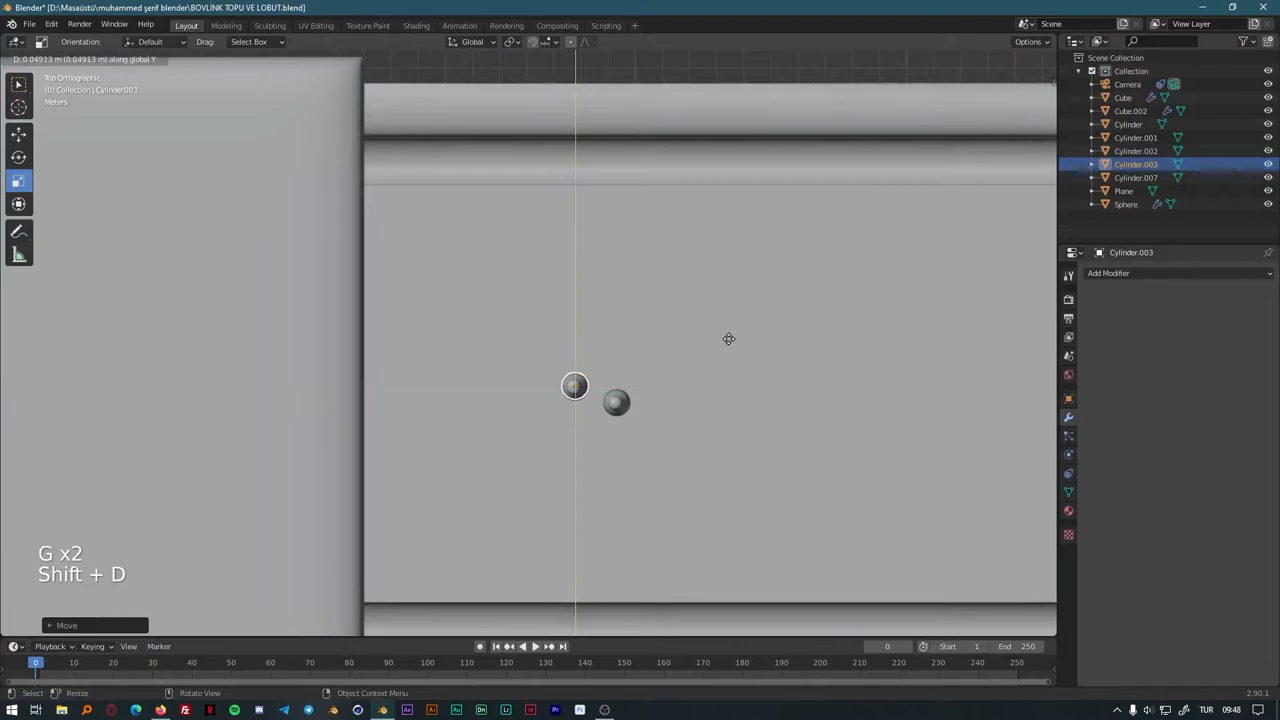 Blender* [D:\Masaüstü\muhammed şerif blender\BOVLİNK TOPU VE LOBUT.blend]
File Edit Render Window Help Layout Modeling Sculpting UV Editing Texture Paint Shading Animation Rendering Compositing Scripting Scene View Layer
Orientation: Default Drag: Select Box Global Options
D: 0.04913 m (0.04913 m) along global Y
Top Orthographic
(0) Collection | Cylinder.003
Meters
Scene Collection
Collection
Camera
Cube
Cube.002
Cylinder
Cylinder.001
Cylinder.002
Cylinder.003
Cylinder.007
Plane
Sphere
Cylinder.003
Add Modifier
G x2
Shift + D
Move
Playback Keying View Marker 0 Start 1 End 250
0 10 20 30 40 50 60 70 80 90 100 110 120 130 140 150 160 170 180 190 200 210 220 230 240 250
Select Resize Rotate View Object Context Menu 2.90.1
TUR 09:48